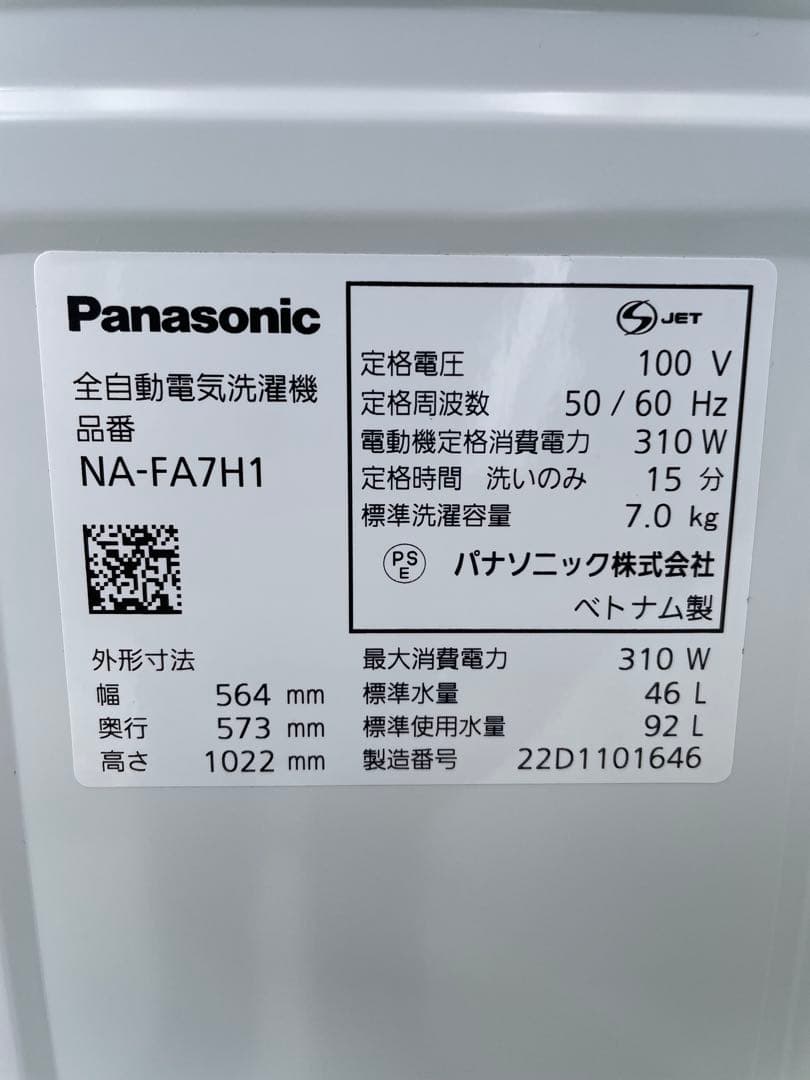 Panasonic
全自動電気洗濯機
品番
NA-FA7H1
S JET
定格電圧 100 V
定格周波数 50 / 60 Hz
電動機定格消費電力 310 W
定格時間 洗いのみ 15 分
標準洗濯容量 7.0 kg
PS
E
パナソニック株式会社
ベトナム製
外形寸法
幅 564 mm
奥行 573 mm
高さ 1022 mm
最大消費電力 310 W
標準水量 46 L
標準使用水量 92 L
製造番号 22D1101646